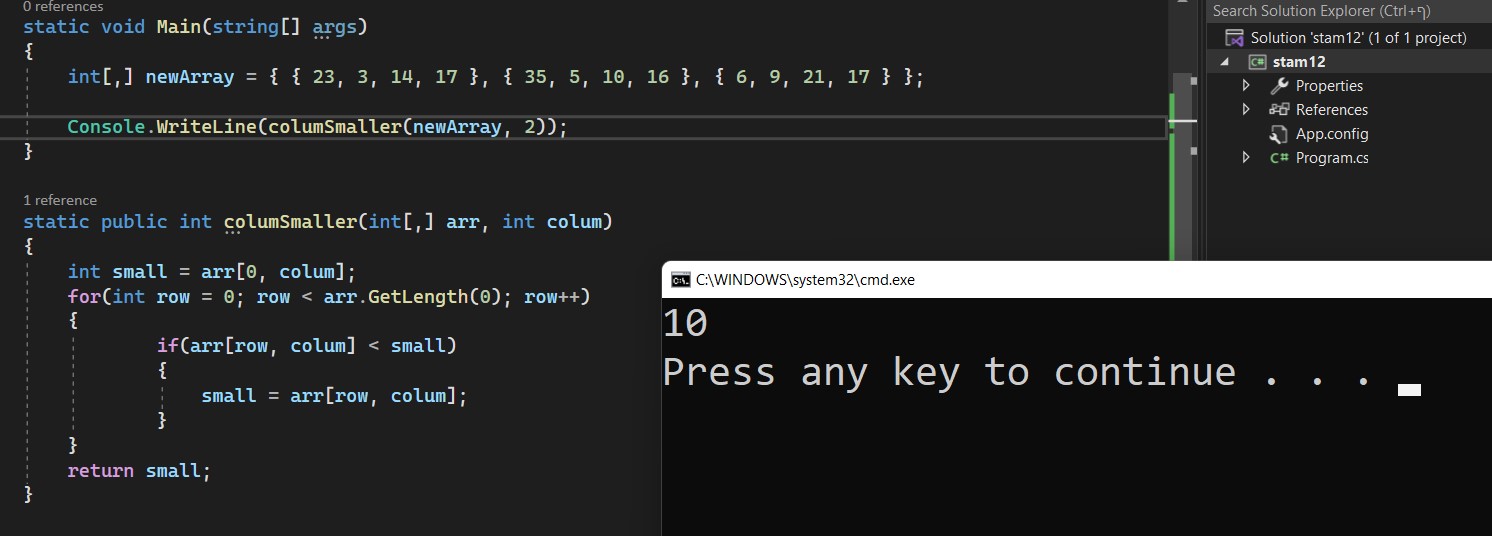 0 references
static void Main(string[] args)
{
int[,] newArray = { { 23, 3, 14, 17 }, { 35, 5, 10, 16 }, { 6, 9, 21, 17 } };
Console.WriteLine(columSmaller(newArray, 2));
}
1 reference
static public int columSmaller(int[,] arr, int colum)
{
int small = arr[0, colum];
for(int row = 0; row < arr.GetLength(0); row++)
{
if(arr[row, colum] < small)
{
small = arr[row, colum];
}
}
return small;
}
Search Solution Explorer (Ctrl+ף)
Solution 'stam12' (1 of 1 project)
C# stam12
Properties
References
App.config
C# Program.cs
C:\WINDOWS\system32\cmd.exe
10
Press any key to continue . . .